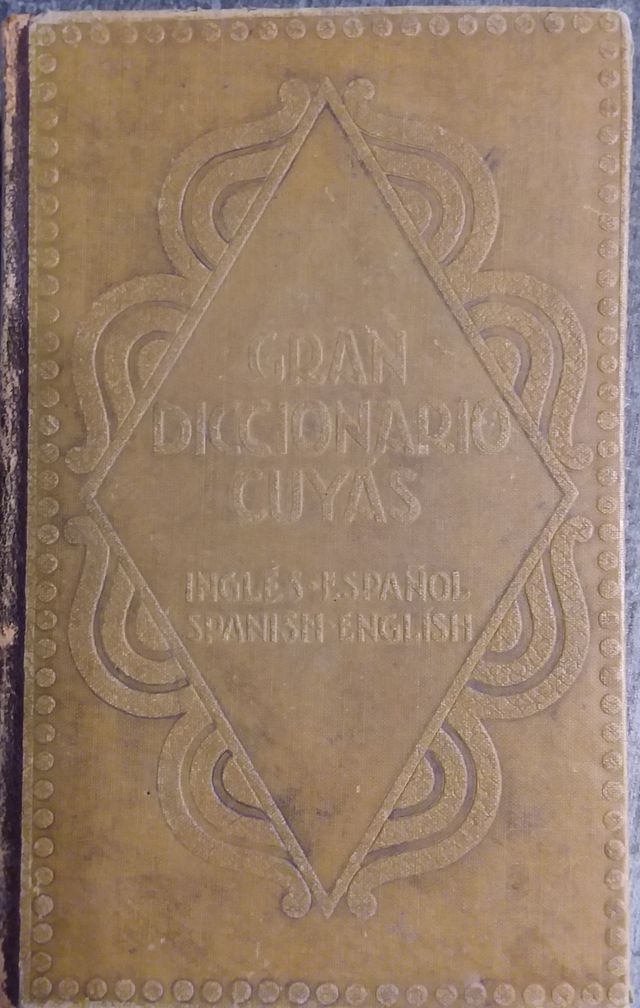 GRAN
DICCIONARIO
CUYÁS
INGLÉS·ESPAÑOL
SPANISH·ENGLISH